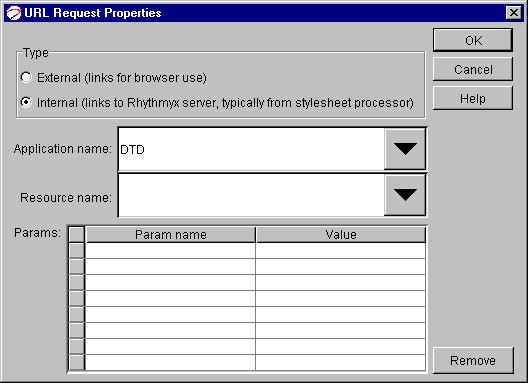 URL Request Properties
Type
External (links for browser use)
Internal (links to Rhythmyx server, typically from stylesheet processor)
OK
Cancel
Help
Application name: DTD
Resource name:
Params:
Param name Value
Remove